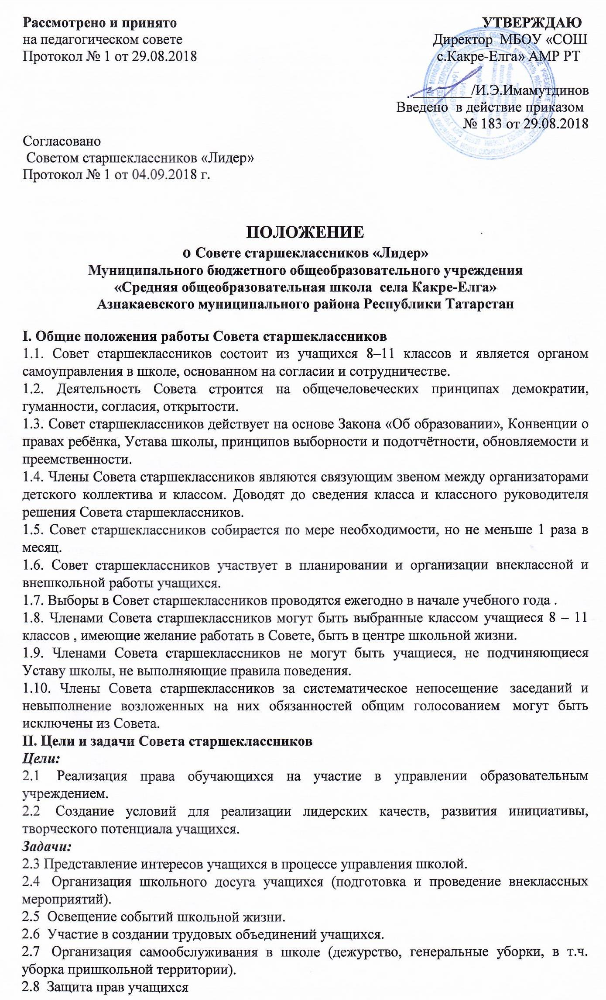 Рассмотрено и принято УТВЕРЖДАЮ
на педагогическом совете Директор МБОУ «СОШ
Протокол № 1 от 29.08.2018 с.Какре-Елга» АМР РТ
/И.Э.Имамутдинов
Введено в действие приказом
№ 183 от 29.08.2018
Согласовано
Советом старшеклассников «Лидер»
Протокол № 1 от 04.09.2018 г.
ПОЛОЖЕНИЕ
о Совете старшеклассников «Лидер»
Муниципального бюджетного общеобразовательного учреждения
«Средняя общеобразовательная школа села Какре-Елга»
Азнакаевского муниципального района Республики Татарстан
I. Общие положения работы Совета старшеклассников
1.1. Совет старшеклассников состоит из учащихся 8–11 классов и является органом
самоуправления в школе, основанном на согласии и сотрудничестве.
1.2. Деятельность Совета строится на общечеловеческих принципах демократии,
гуманности, согласия, открытости.
1.3. Совет старшеклассников действует на основе Закона «Об образовании», Конвенции о
правах ребёнка, Устава школы, принципов выборности и подотчётности, обновляемости и
преемственности.
1.4. Члены Совета старшеклассников являются связующим звеном между организаторами
детского коллектива и классом. Доводят до сведения класса и классного руководителя
решения Совета старшеклассников.
1.5. Совет старшеклассников собирается по мере необходимости, но не меньше 1 раза в
месяц.
1.6. Совет старшеклассников участвует в планировании и организации внеклассной и
внешкольной работы учащихся.
1.7. Выборы в Совет старшеклассников проводятся ежегодно в начале учебного года .
1.8. Членами Совета старшеклассников могут быть выбранные классом учащиеся 8 – 11
классов , имеющие желание работать в Совете, быть в центре школьной жизни.
1.9. Членами Совета старшеклассников не могут быть учащиеся, не подчиняющиеся
Уставу школы, не выполняющие правила поведения.
1.10. Члены Совета старшеклассников за систематическое непосещение заседаний и
невыполнение возложенных на них обязанностей общим голосованием могут быть
исключены из Совета.
II. Цели и задачи Совета старшеклассников
Цели:
2.1 Реализация права обучающихся на участие в управлении образовательным
учреждением.
2.2 Создание условий для реализации лидерских качеств, развития инициативы,
творческого потенциала учащихся.
Задачи:
2.3 Представление интересов учащихся в процессе управления школой.
2.4 Организация школьного досуга учащихся (подготовка и проведение внеклассных
мероприятий).
2.5 Освещение событий школьной жизни.
2.6 Участие в создании трудовых объединений учащихся.
2.7 Организация самообслуживания в школе (дежурство, генеральные уборки, в т.ч.
уборка пришкольной территории).
2.8 Защита прав учащихся